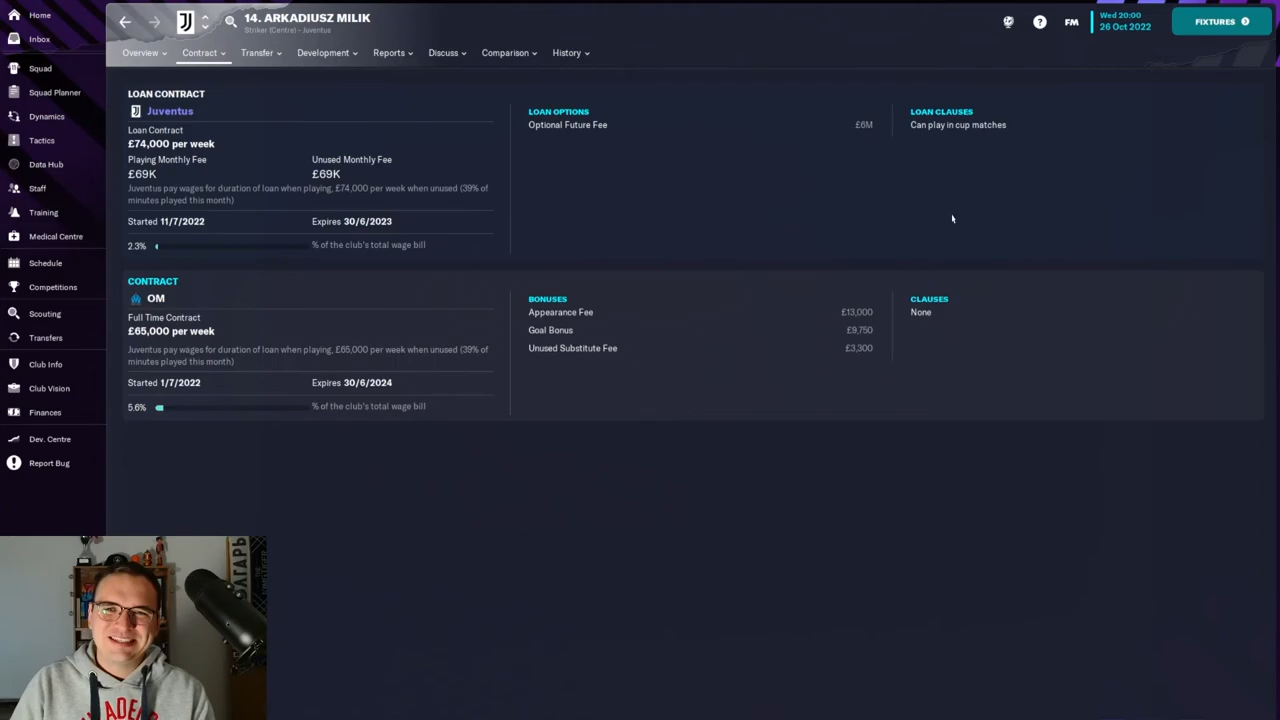 Home
Inbox
Squad
Squad Planner
Dynamics
Tactics
Data Hub
Staff
Training
Medical Centre
Schedule
Competitions
Scouting
Transfers
Club Info
Club Vision
Finances
Dev. Centre
Report Bug
14. ARKADIUSZ MILIK
Striker (Centre) - Juventus
FM
Wed 20:00
26 Oct 2022
FIXTURES
Overview
Contract
Transfer
Development
Reports
Discuss
Comparison
History
LOAN CONTRACT
Juventus
Loan Contract
£74,000 per week
Playing Monthly Fee Unused Monthly Fee
£69K £69K
Juventus pay wages for duration of loan when playing, £74,000 per week when unused (39% of
minutes played this month)
Started 11/7/2022 Expires 30/6/2023
2.3% % of the club's total wage bill
LOAN OPTIONS
Optional Future Fee £6M
LOAN CLAUSES
Can play in cup matches
CONTRACT
OM
Full Time Contract
£65,000 per week
Juventus pay wages for duration of loan when playing, £65,000 per week when unused (39% of
minutes played this month)
Started 1/7/2022 Expires 30/6/2024
5.6% % of the club's total wage bill
BONUSES
Appearance Fee £13,000
Goal Bonus £9,750
Unused Substitute Fee £3,300
CLAUSES
None